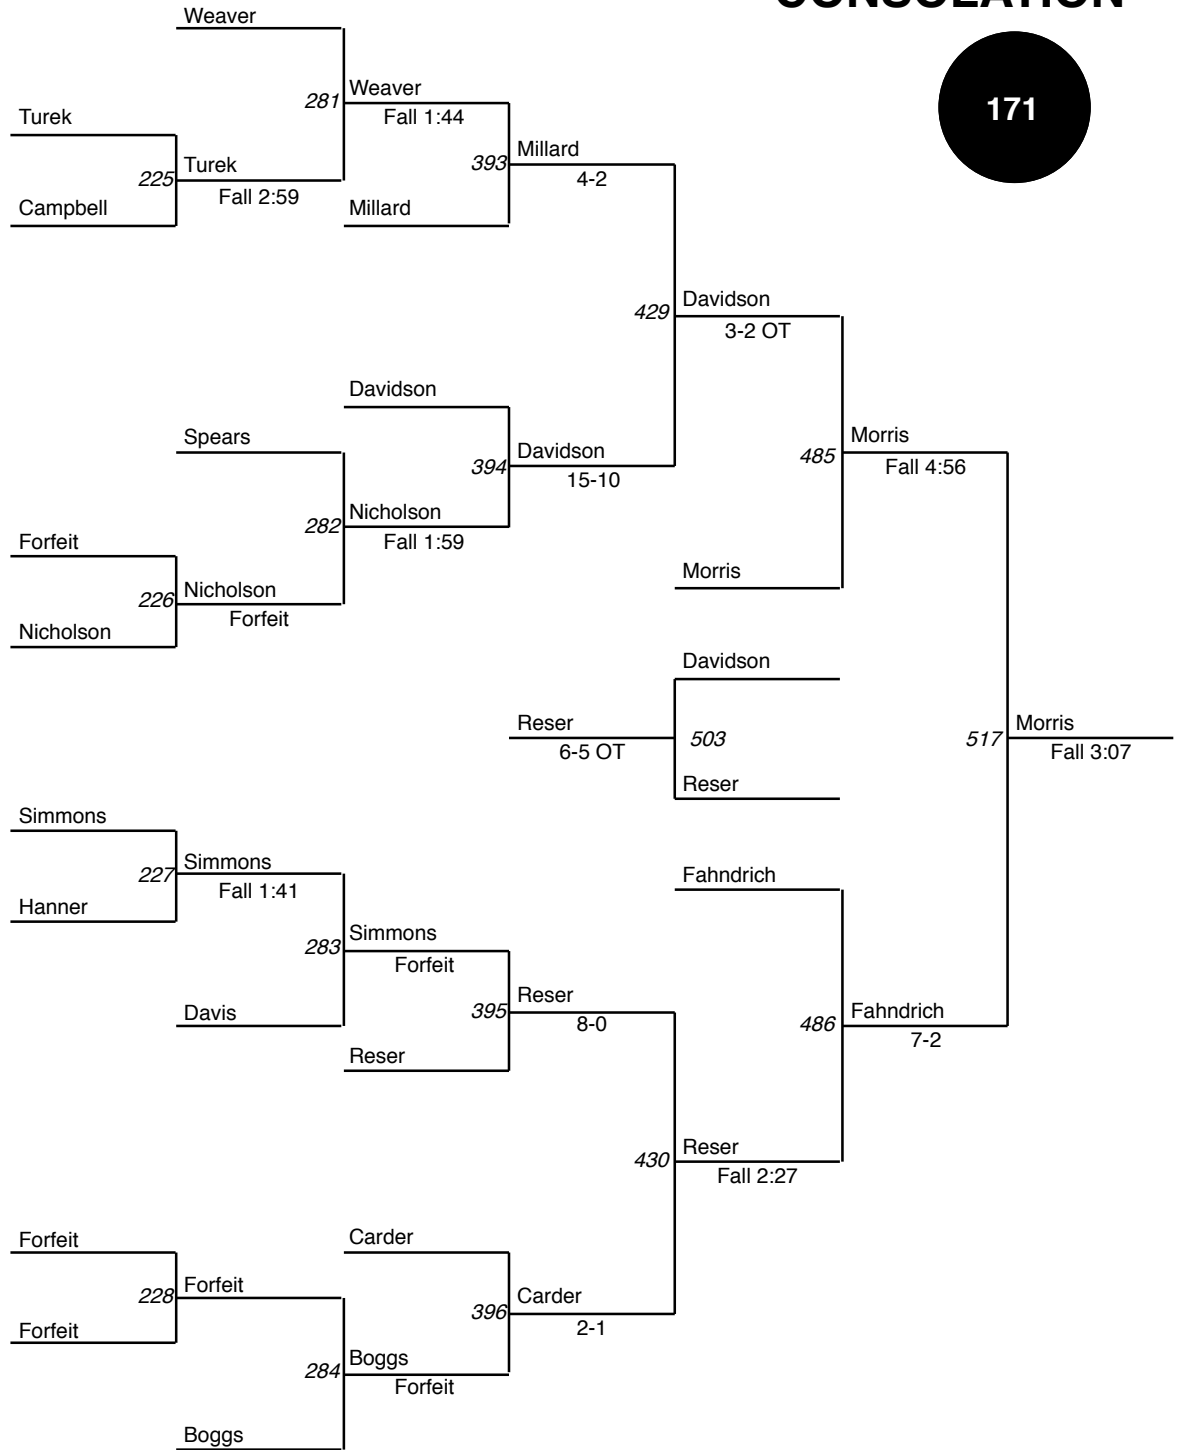 CONSOLATION
171
Weaver
281
Weaver
Fall 1:44
Turek
225
Turek
Fall 2:59
Campbell
393
Millard
4-2
Millard
429
Davidson
3-2 OT
Davidson
394
Davidson
15-10
Spears
282
Nicholson
Fall 1:59
Forfeit
226
Nicholson
Forfeit
Nicholson
485
Morris
Fall 4:56
Morris
Davidson
Reser
6-5 OT
503
Reser
517
Morris
Fall 3:07
Simmons
227
Simmons
Fall 1:41
Hanner
283
Simmons
Forfeit
Davis
395
Reser
8-0
Reser
Fahndrich
486
Fahndrich
7-2
430
Reser
Fall 2:27
Forfeit
228
Forfeit
Forfeit
Carder
396
Carder
2-1
284
Boggs
Forfeit
Boggs